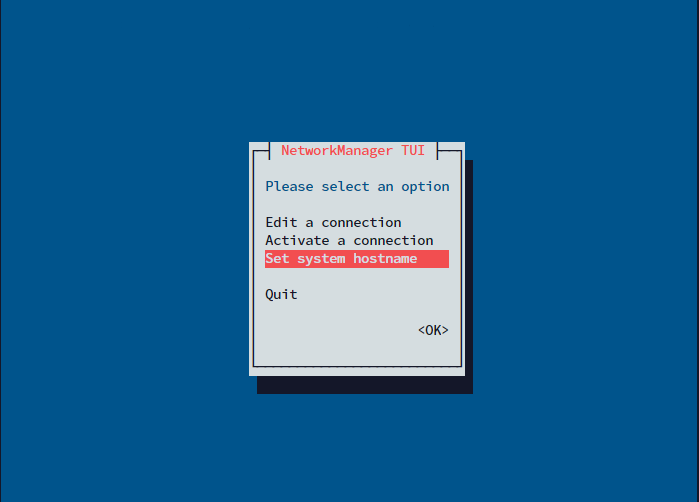 NetworkManager TUI
Please select an option
Edit a connection
Activate a connection
Set system hostname
Quit
<OK>